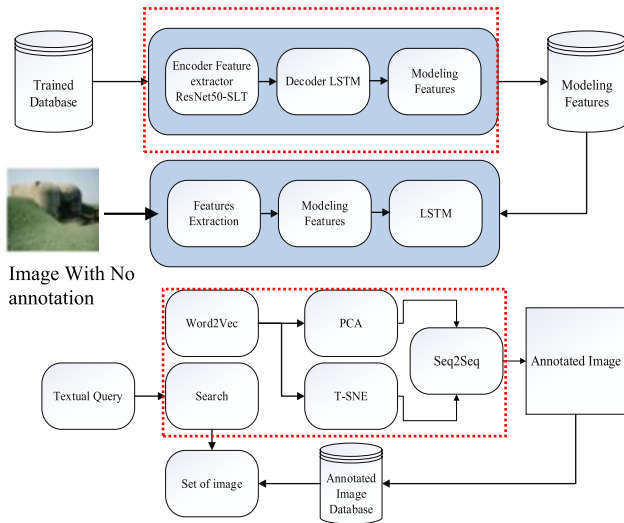 Trained
Database
Encoder Feature
extractor
ResNet50-SLT
Decoder LSTM
Modeling
Features
Modeling
Features
Features
Extraction
Modeling
Features
LSTM
Image With No
annotation
Word2Vec
PCA
Seq2Seq
Annotated Image
Textual Query
Search
T-SNE
Set of image
Annotated
Image
Database